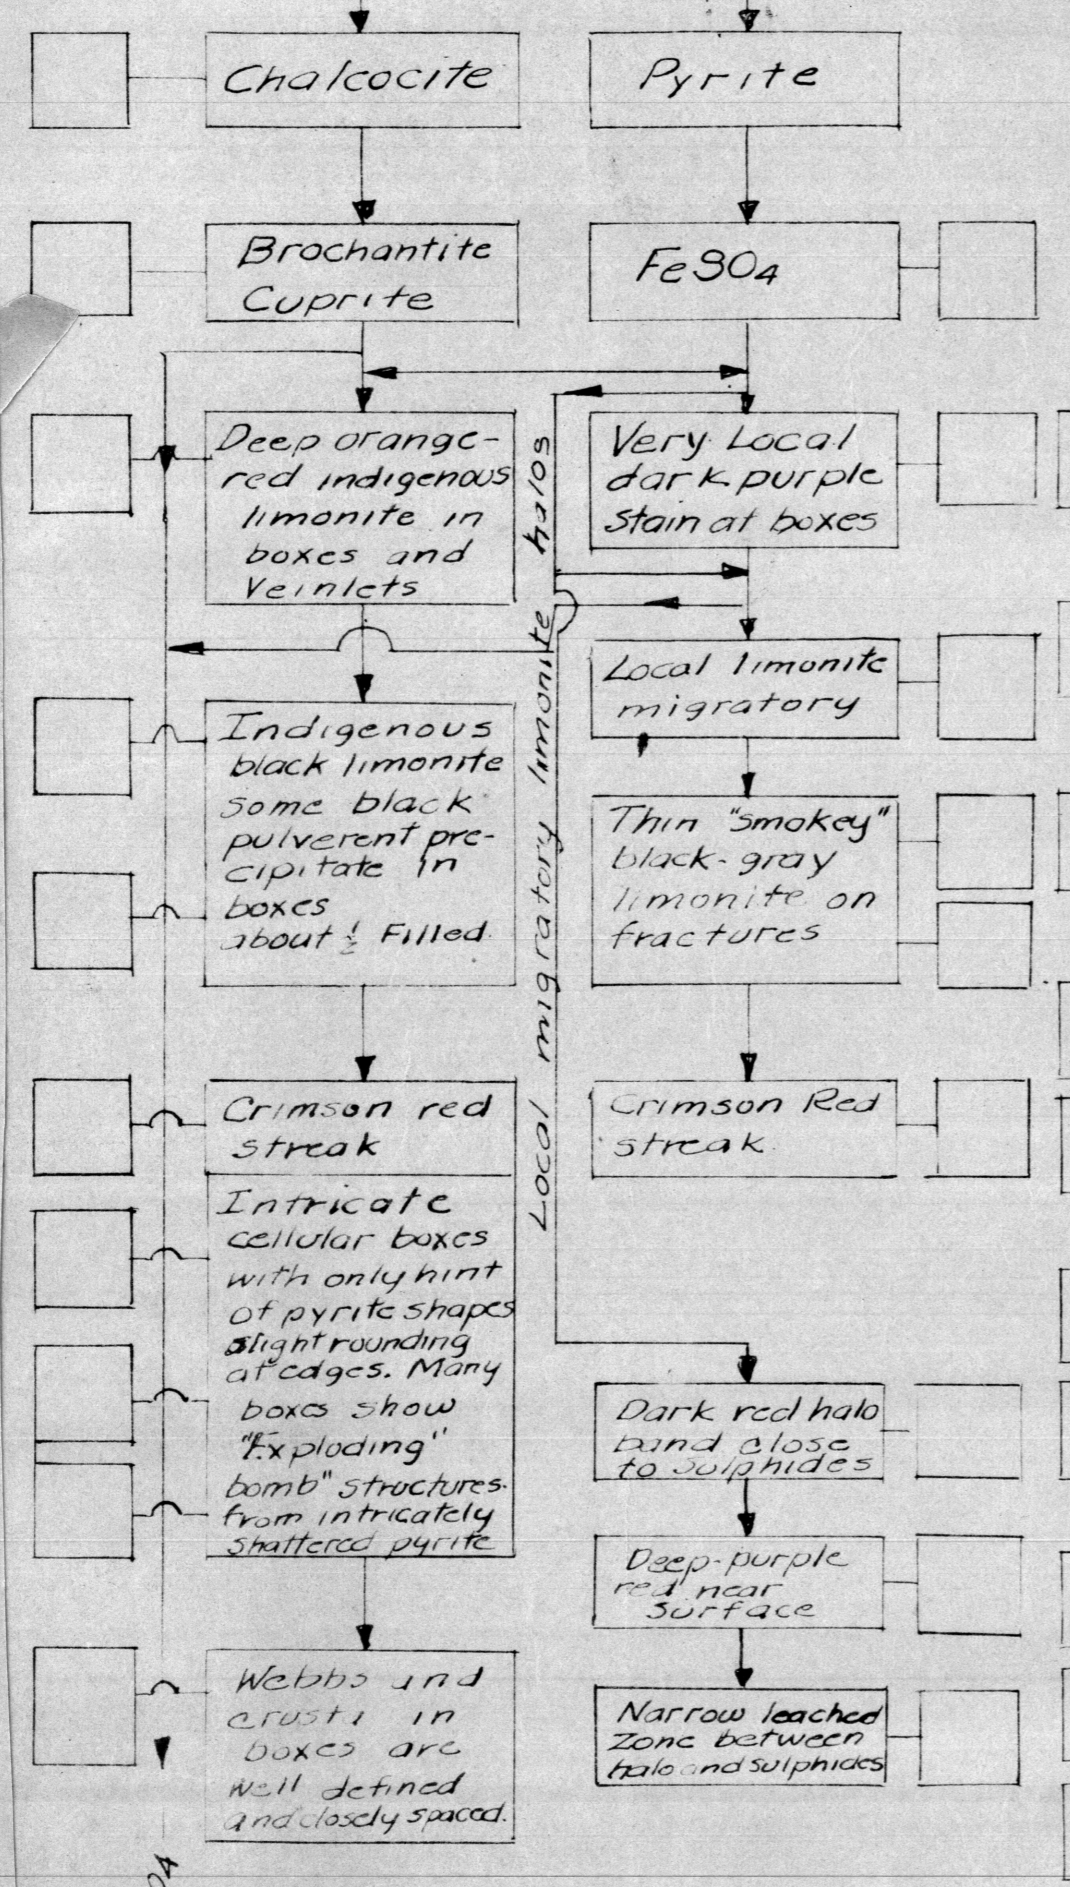 Chalcocite
Brochantite
Cuprite
Deep orange-
red indigenous
limonite in
boxes and
Veinlets
Indigenous
black limonite
some black
pulverent pre-
cipitate in
boxes
about ½ Filled.
Crimson red
streak
Intricate
cellular boxes
with only hint
of pyrite shapes
slight rounding
at edges. Many
boxes show
"Exploding"
bomb" structures.
from intricately
shattered pyrite
Webbs and
crusts in
boxes are
well defined
and closely spaced.
Local migratory limonite halos
Pyrite
FeSO4
Very Local
dark purple
stain at boxes
Local limonite
migratory
Thin "smokey"
black-gray
limonite on
fractures
Crimson Red
streak.
Dark red halo
band close
to sulphides
Deep-purple
red near
surface
Narrow leached
zone between
halo and sulphides